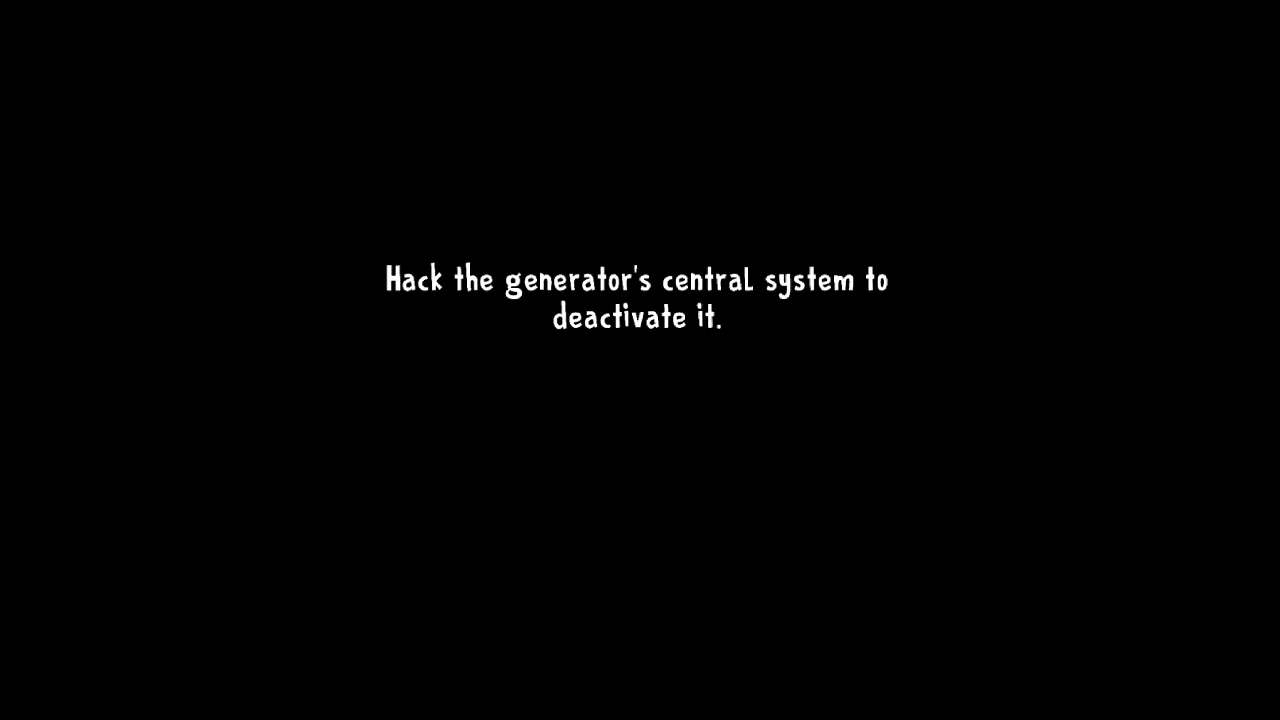 Hack the generator's central system to
deactivate it.